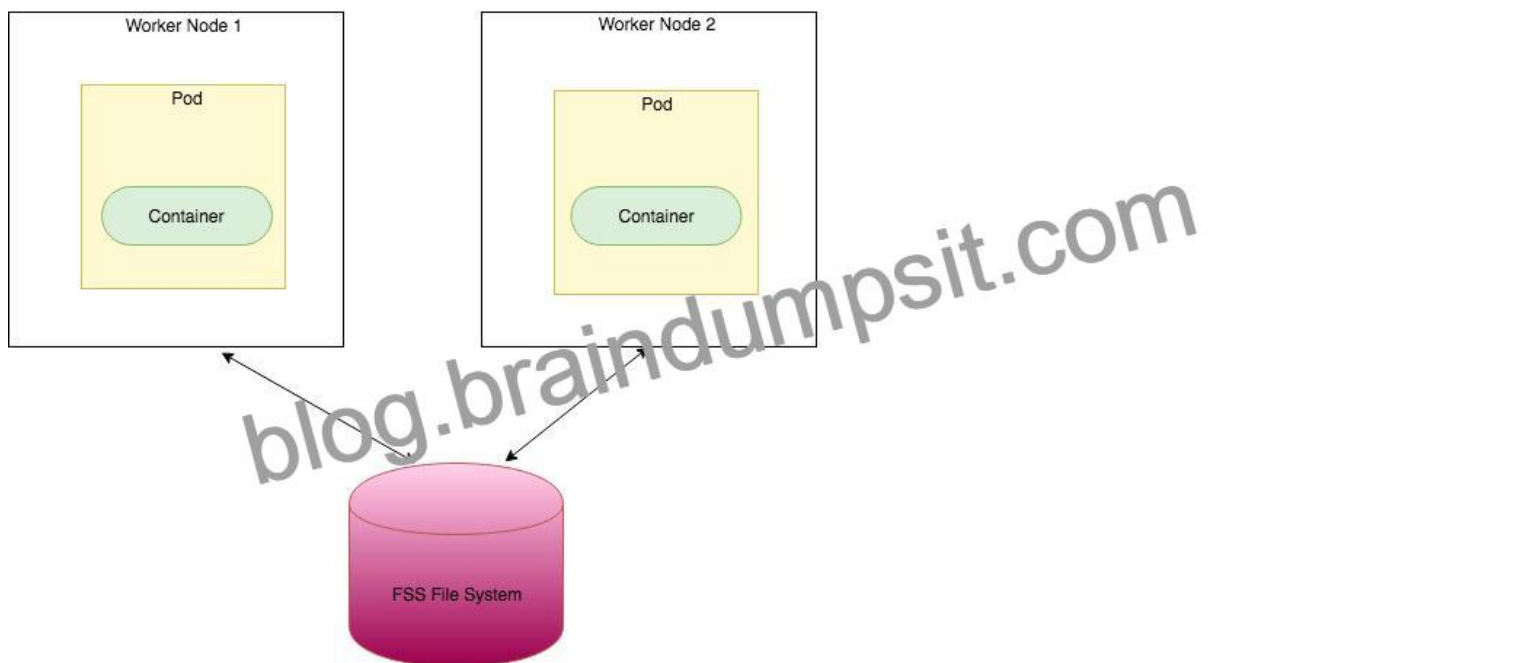 Worker Node 1
Worker Node 2
Pod
Pod
Container
Container
blog.braindumpsit.com
FSS File System